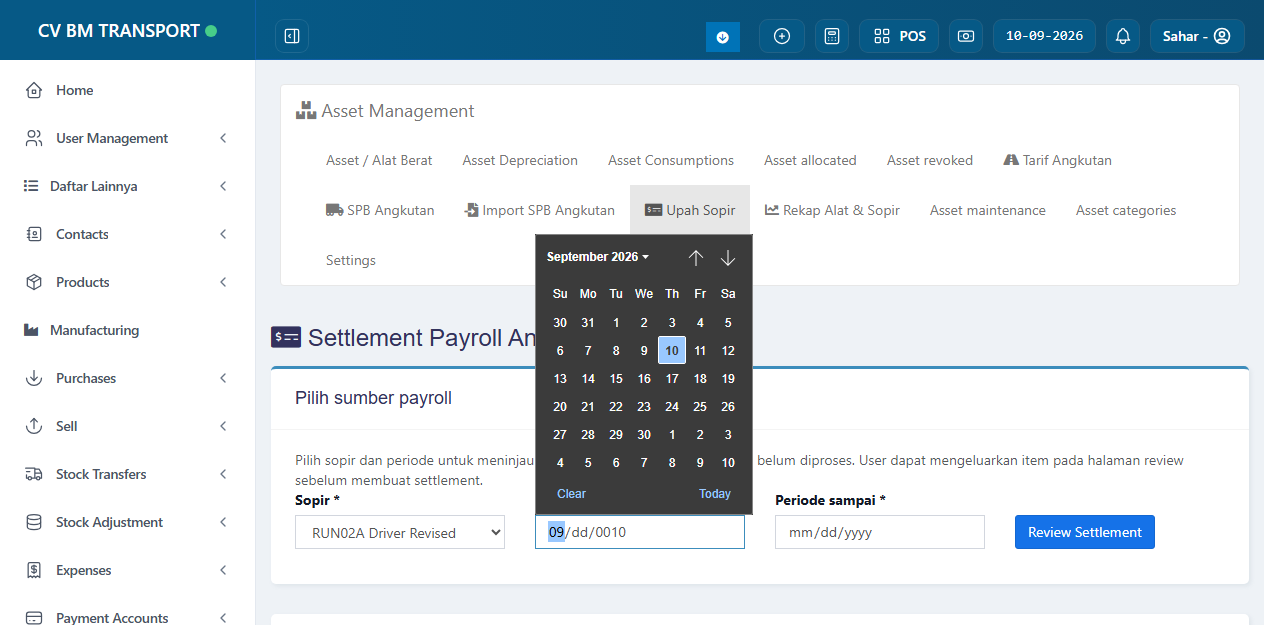 CV BM TRANSPORT
POS
10-09-2026
Sahar -
Home
User Management
Daftar Lainnya
Contacts
Products
Manufacturing
Purchases
Sell
Stock Transfers
Stock Adjustment
Expenses
Payment Accounts
Asset Management
Asset / Alat Berat Asset Depreciation Asset Consumptions Asset allocated Asset revoked Tarif Angkutan
SPB Angkutan Import SPB Angkutan Upah Sopir Rekap Alat & Sopir Asset maintenance Asset categories
Settings
September 2026
Su Mo Tu We Th Fr Sa
30 31 1 2 3 4 5
6 7 8 9 10 11 12
13 14 15 16 17 18 19
20 21 22 23 24 25 26
27 28 29 30 1 2 3
4 5 6 7 8 9 10
Clear Today
Settlement Payroll An
Pilih sumber payroll
Pilih sopir dan periode untuk meninjau belum diproses. User dapat mengeluarkan item pada halaman review
sebelum membuat settlement.
Sopir * Periode sampai *
RUN02A Driver Revised 09/dd/0010 mm/dd/yyyy Review Settlement